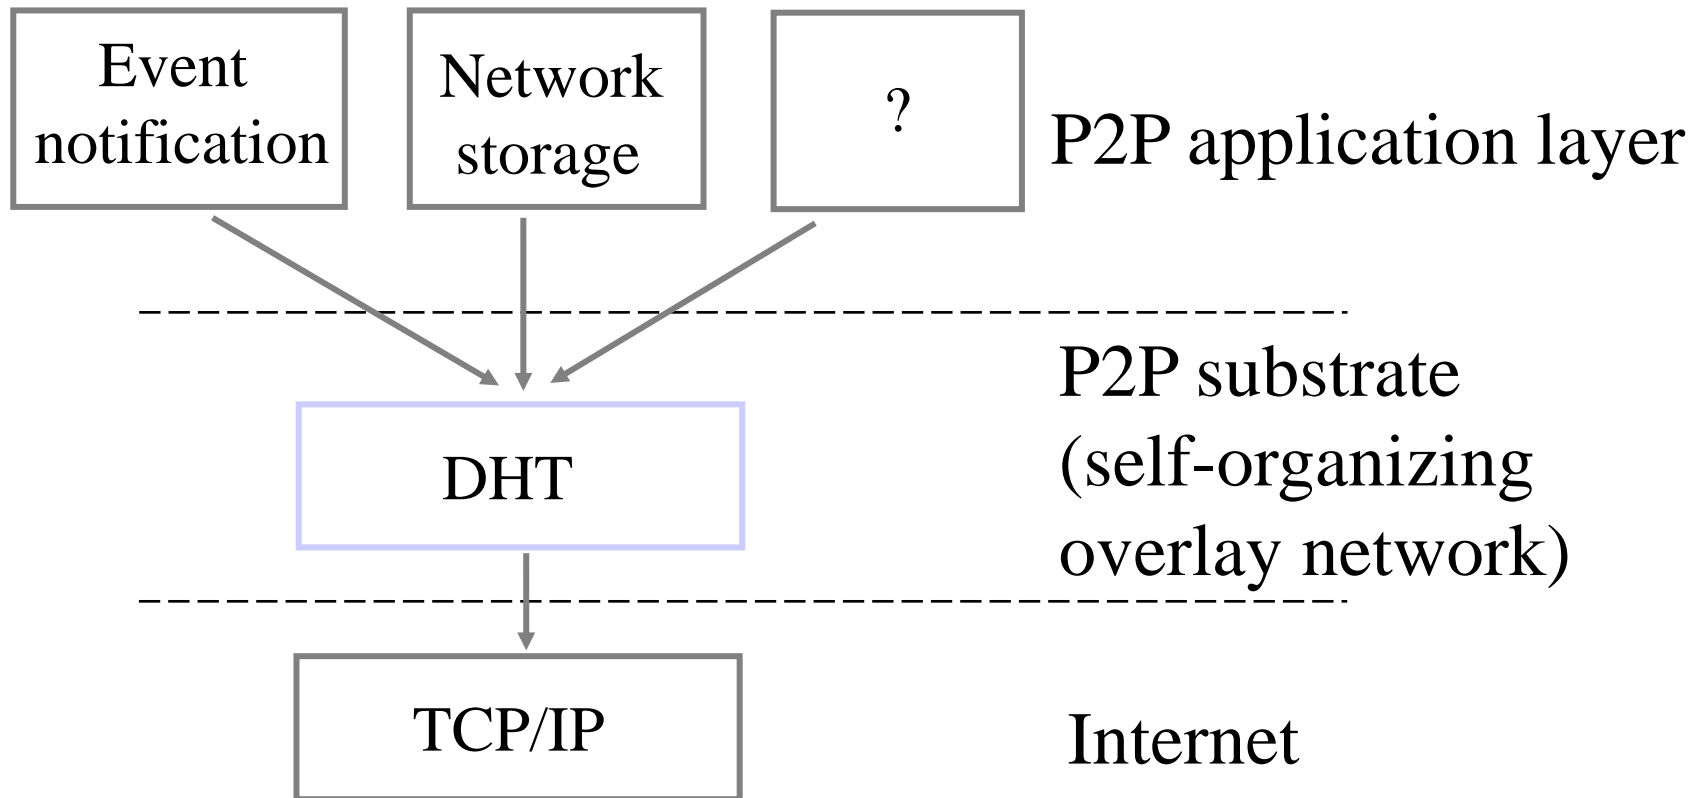 Event
notification
Network
storage
?
P2P application layer
DHT
P2P substrate
(self-organizing
overlay network)
TCP/IP
Internet